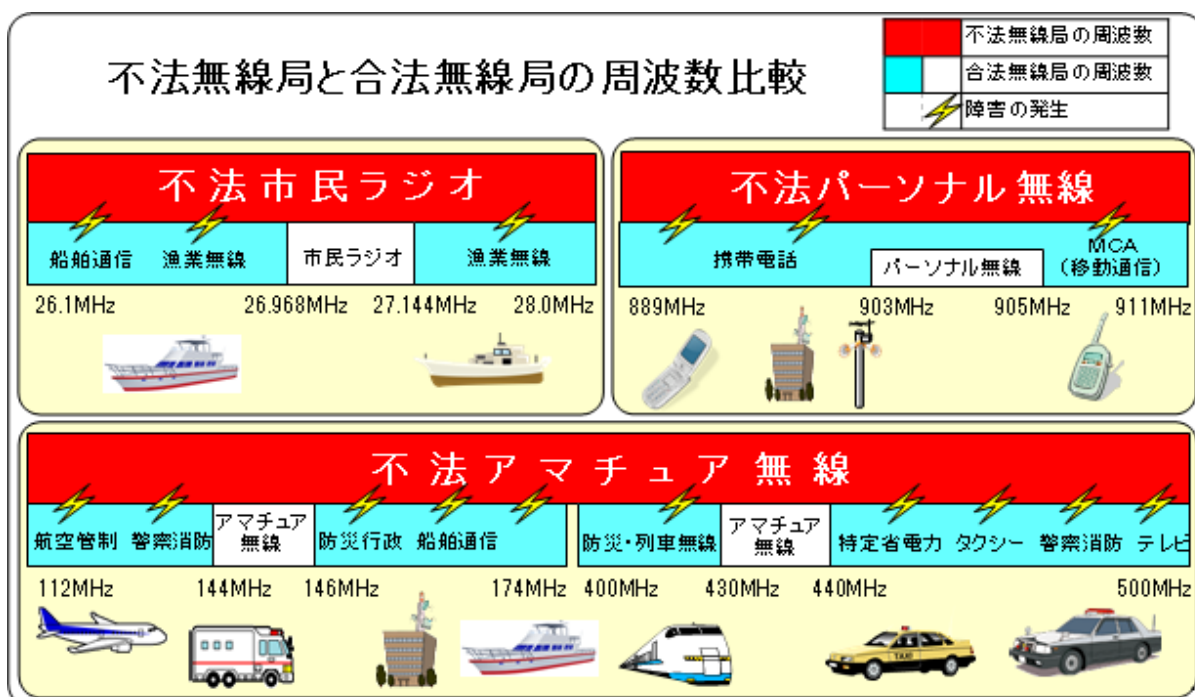 不法無線局と合法無線局の周波数比較
不法無線局の周波数
合法無線局の周波数
障害の発生
不法市民ラジオ
船舶通信 漁業無線 市民ラジオ 漁業無線
26.1MHz 26.968MHz 27.144MHz 28.0MHz
不法パーソナル無線
携帯電話 パーソナル無線 MCA
(移動通信)
889MHz 903MHz 905MHz 911MHz
不法アマチュア無線
航空管制 警察消防 アマチュア
無線 防災行政 船舶通信 防災・列車無線 アマチュア
無線 特定省電力 タクシー 警察消防 テレビ
112MHz 144MHz 146MHz 174MHz 400MHz 430MHz 440MHz 500MHz
TAXI